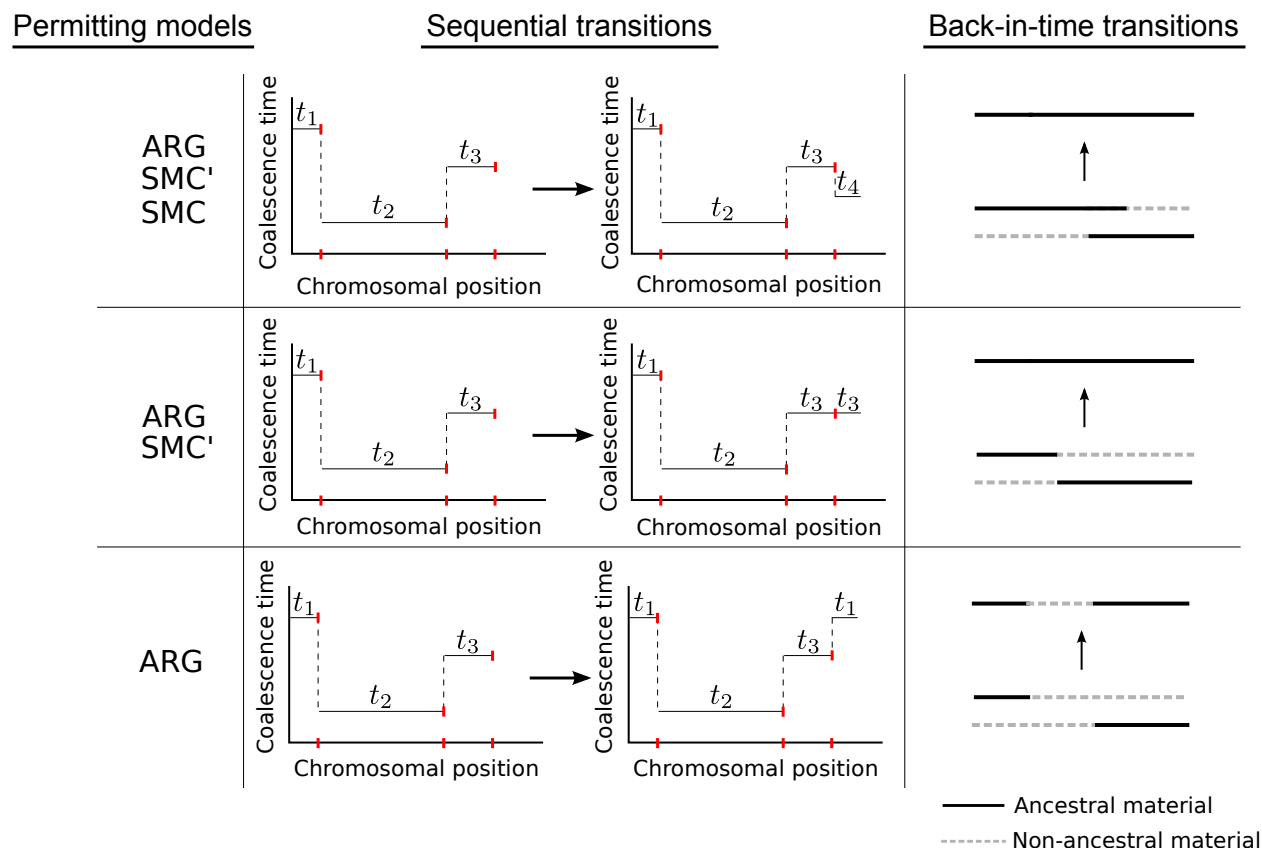 Permitting models
Sequential transitions
Back-in-time transitions
ARG
SMC'
SMC
Coalescence time
t1
t2
t3
Chromosomal position
Coalescence time
t1
t2
t3
t4
Chromosomal position
ARG
SMC'
Coalescence time
t1
t2
t3
Chromosomal position
Coalescence time
t1
t2
t3
t3
Chromosomal position
ARG
Coalescence time
t1
t2
t3
Chromosomal position
Coalescence time
t1
t2
t3
t1
Chromosomal position
Ancestral material
Non-ancestral material